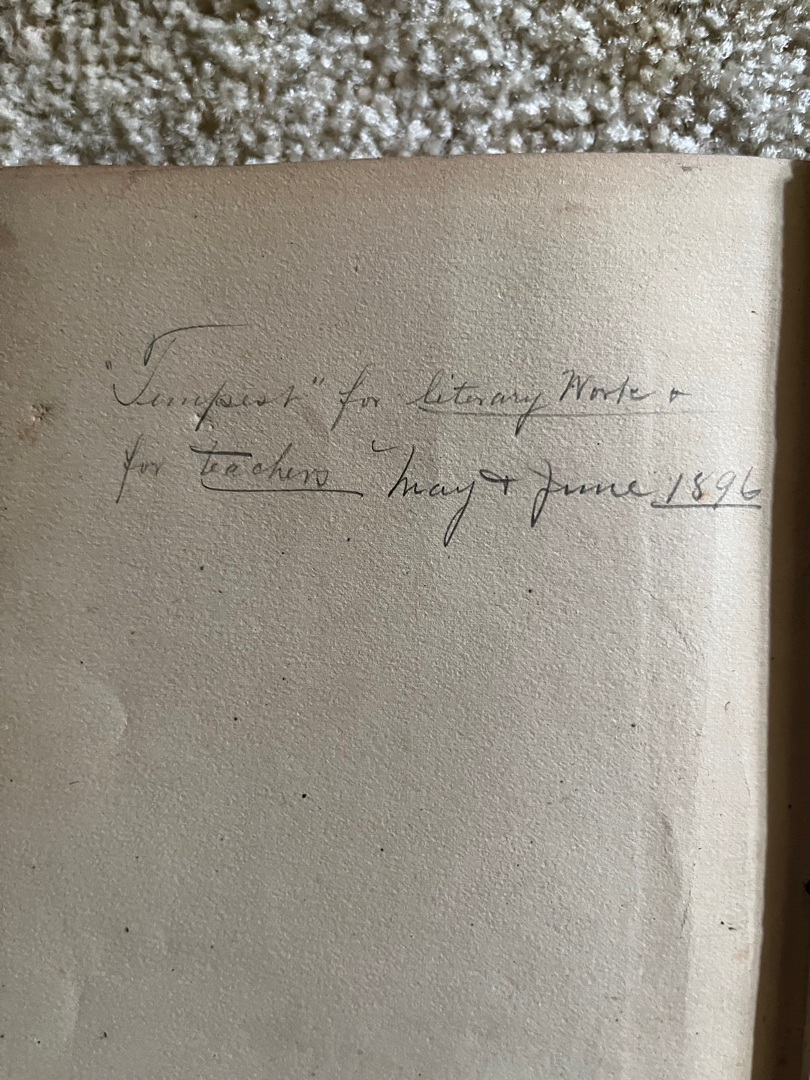 "Tempest" for literary Work &
for teachers May & June 1896